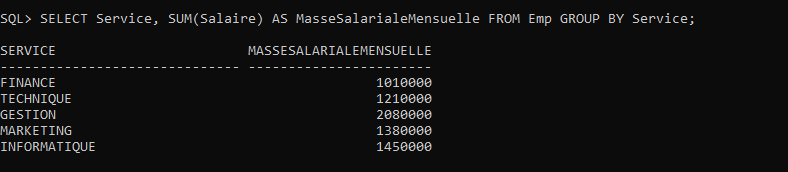 SQL> SELECT Service, SUM(Salaire) AS MasseSalarialeMensuelle FROM Emp GROUP BY Service;
SERVICE                        MASSESALARIALEMENSUELLE
------------------------------ -----------------------
FINANCE                                        1010000
TECHNIQUE                                      1210000
GESTION                                        2080000
MARKETING                                      1380000
INFORMATIQUE                                   1450000